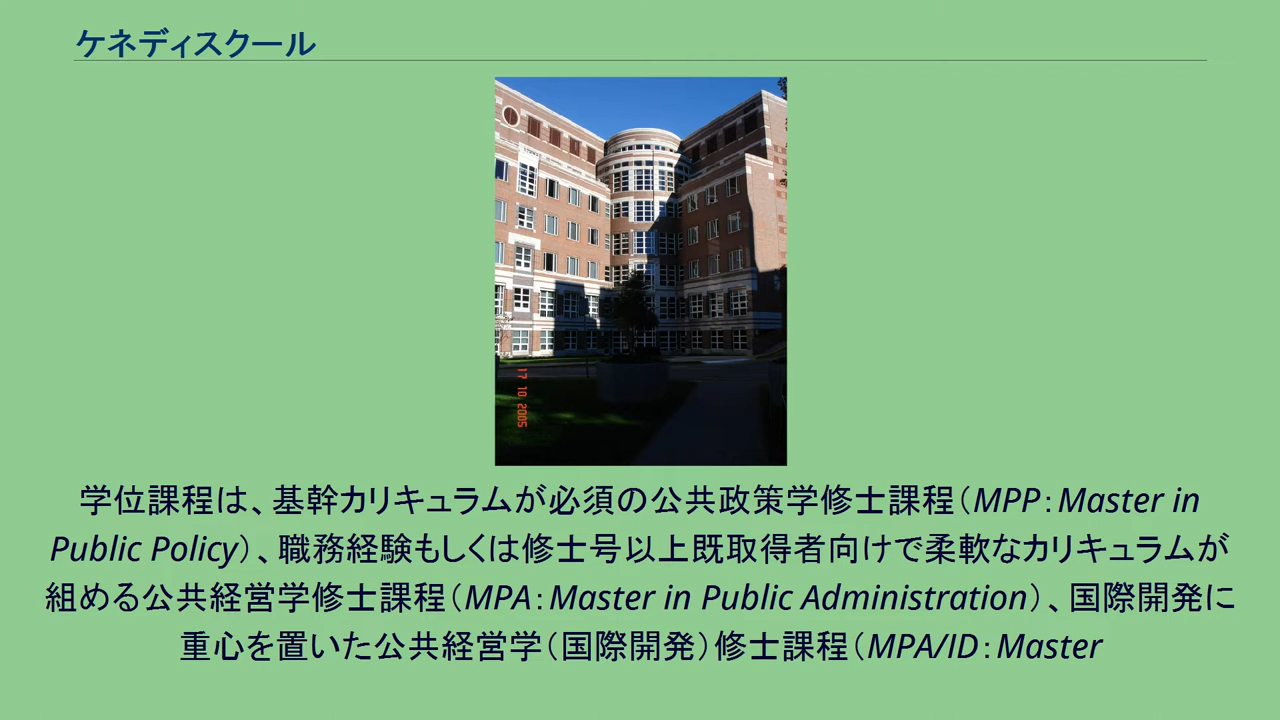 ケネディスクール
17 10 2005
学位課程は、基幹カリキュラムが必須の公共政策学修士課程（MPP：Master in
Public Policy）、職務経験もしくは修士号以上既取得者向けで柔軟なカリキュラムが
組める公共経営学修士課程（MPA：Master in Public Administration）、国際開発に
重心を置いた公共経営学（国際開発）修士課程（MPA/ID：Master